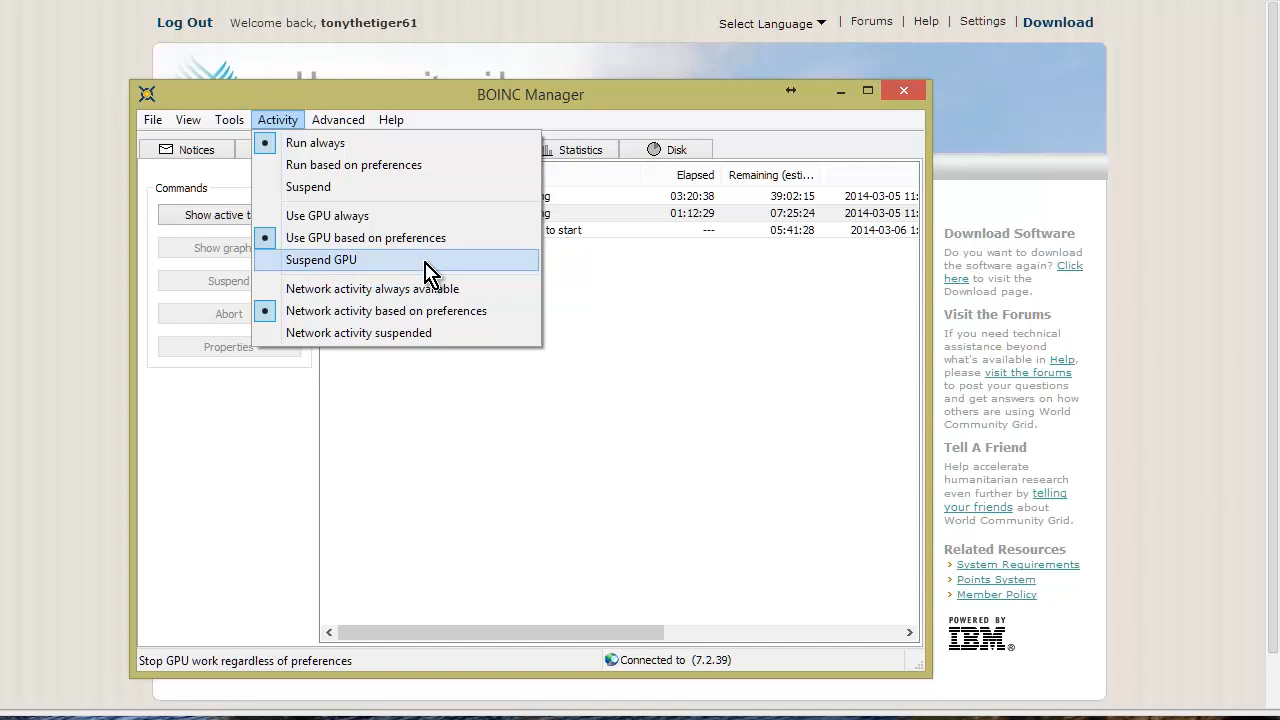 Log Out Welcome back, tonythetiger61 Select Language Forums | Help | Settings | Download
BOINC Manager
File View Tools Activity Advanced Help
Notices Statistics Disk
Run always
Run based on preferences
Suspend
Use GPU always
Use GPU based on preferences
Suspend GPU
Network activity always available
Network activity based on preferences
Network activity suspended
Commands
Show active t
Show graph
Suspend
Abort
Properties
Elapsed Remaining (esti...
ng 03:20:38 39:02:15 2014-03-05 11:
ng 01:12:29 07:25:24 2014-03-05 11:
to start --- 05:41:28 2014-03-06 1:
Stop GPU work regardless of preferences
Connected to (7.2.39)
Download Software
Do you want to download
the software again? Click
here to visit the
Download page.
Visit the Forums
If you need technical
assistance beyond
what's available in Help,
please visit the forums
to post your questions
and get answers on how
others are using World
Community Grid.
Tell A Friend
Help accelerate
humanitarian research
even further by telling
your friends about
World Community Grid.
Related Resources
System Requirements
Points System
Member Policy
POWERED BY
IBM®